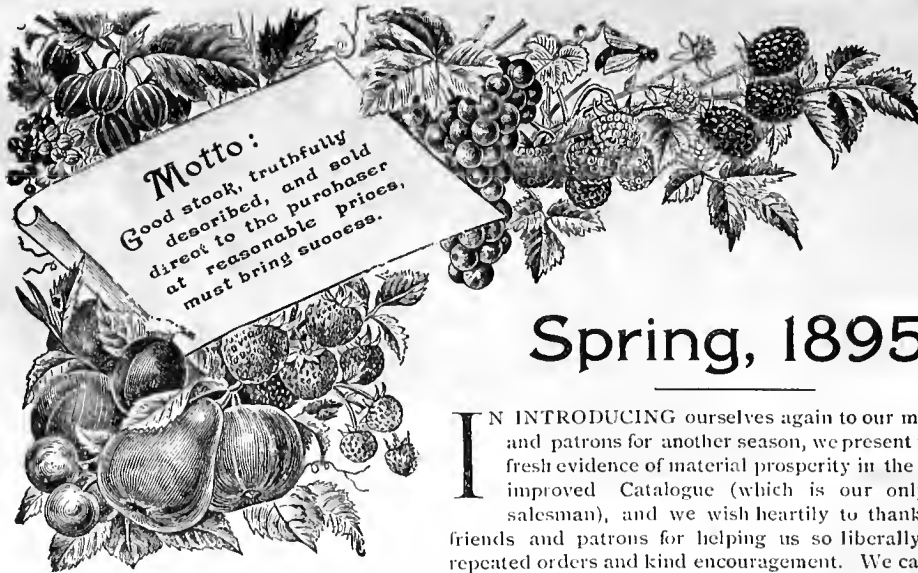 Motto:
Good stock, truthfully
described, and sold
direct to the purchaser
at reasonable prices,
must bring success.
Spring, 1895
IN INTRODUCING ourselves again to our m
and patrons for another season, we present
fresh evidence of material prosperity in the
improved Catalogue (which is our onl
salesman), and we wish heartily to thank
friends and patrons for helping us so liberally
repeated orders and kind encouragement. We ca